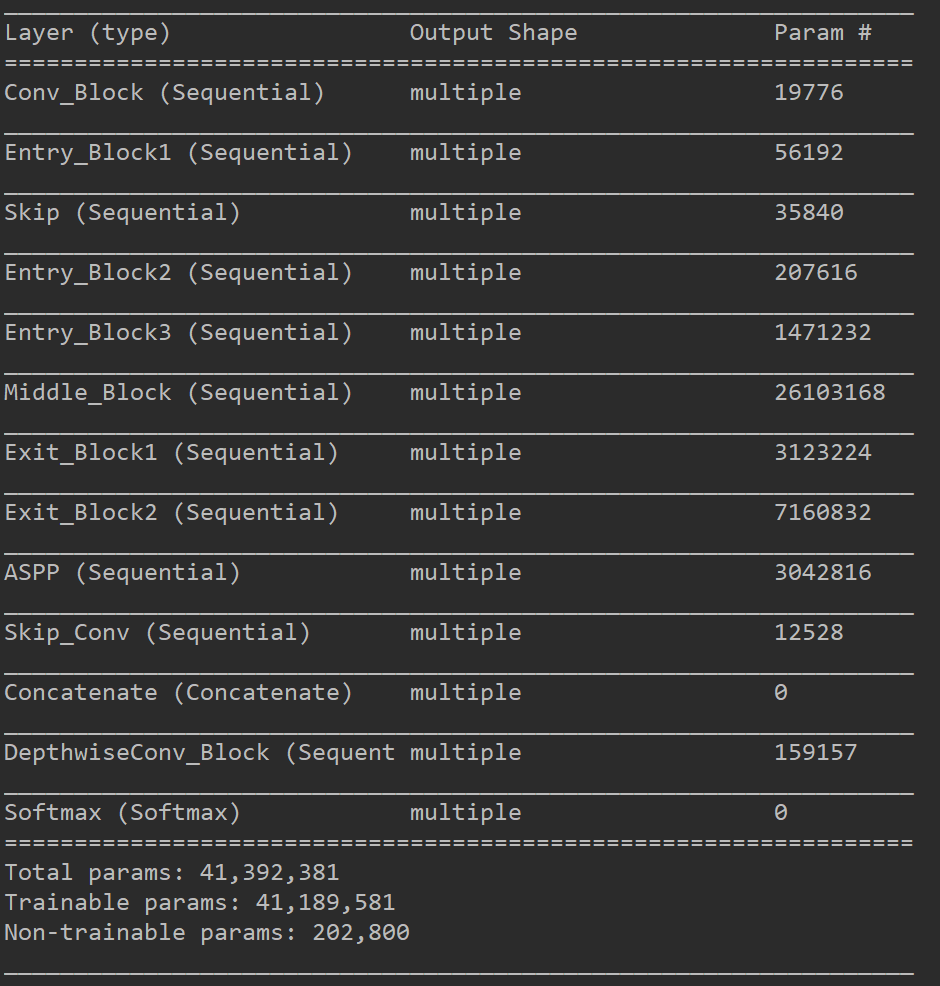 Layer (type) Output Shape Param #
=================================================================
Conv_Block (Sequential) multiple 19776
Entry_Block1 (Sequential) multiple 56192
Skip (Sequential) multiple 35840
Entry_Block2 (Sequential) multiple 207616
Entry_Block3 (Sequential) multiple 1471232
Middle_Block (Sequential) multiple 26103168
Exit_Block1 (Sequential) multiple 3123224
Exit_Block2 (Sequential) multiple 7160832
ASPP (Sequential) multiple 3042816
Skip_Conv (Sequential) multiple 12528
Concatenate (Concatenate) multiple 0
DepthwiseConv_Block (Sequent multiple 159157
Softmax (Softmax) multiple 0
=================================================================
Total params: 41,392,381
Trainable params: 41,189,581
Non-trainable params: 202,800